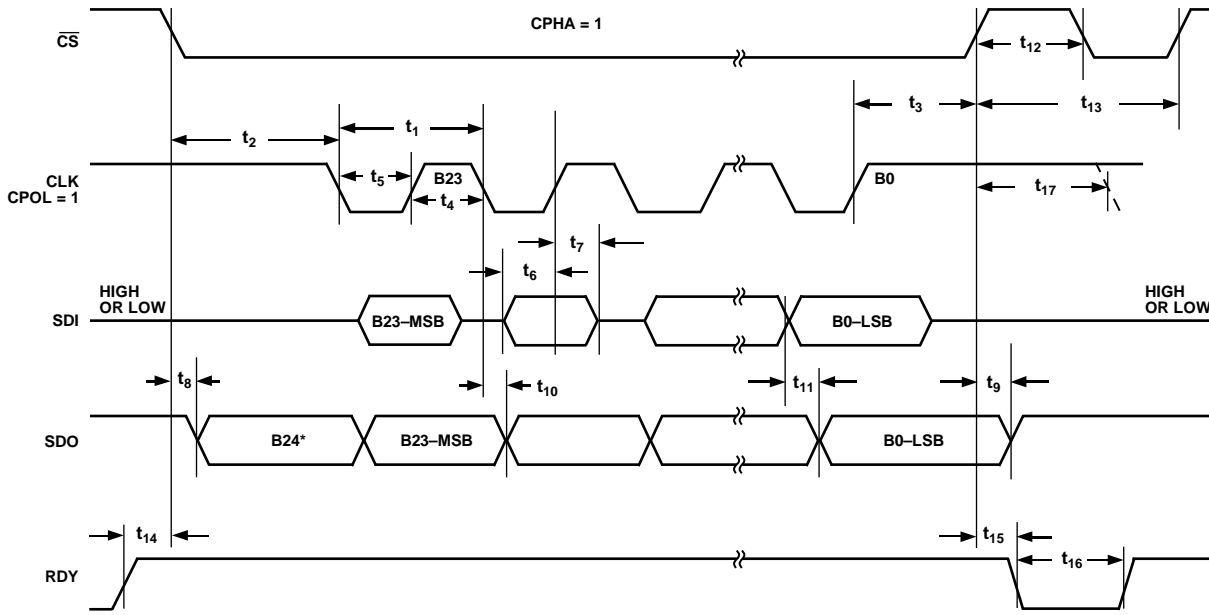 CPHA = 1
CS
t12
t3
t13
t1
t2
CLK
CPOL = 1
t5
B23
t4
B0
t17
t7
t6
HIGH
OR LOW
SDI
B23–MSB
B0–LSB
HIGH
OR LOW
t8
t10
t11
t9
SDO
B24*
B23–MSB
B0–LSB
t14
t15
t16
RDY